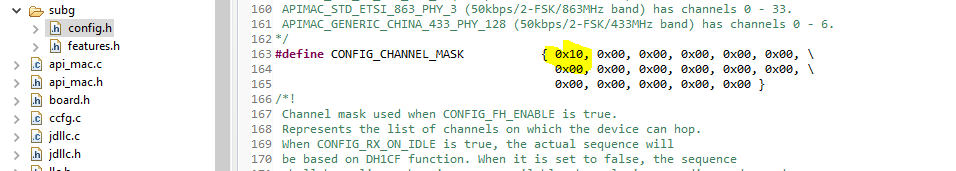 subg
config.h
features.h
api_mac.c
api_mac.h
board.h
ccfg.c
jdllc.c
jdllc.h
160 APIMAC_STD_ETSI_863_PHY_3 (50kbps/2-FSK/863MHz band) has channels 0 - 33.
161 APIMAC_GENERIC_CHINA_433_PHY_128 (50kbps/2-FSK/433MHz band) has channels 0 - 6.
162 */
163 #define CONFIG_CHANNEL_MASK { 0x10, 0x00, 0x00, 0x00, 0x00, 0x00, \
164 0x00, 0x00, 0x00, 0x00, 0x00, 0x00, \
165 0x00, 0x00, 0x00, 0x00, 0x00 }
166 /*!
167 Channel mask used when CONFIG_FH_ENABLE is true.
168 Represents the list of channels on which the device can hop.
169 When CONFIG_RX_ON_IDLE is true, the actual sequence will
170 be based on DH1CF function. When it is set to false, the sequence